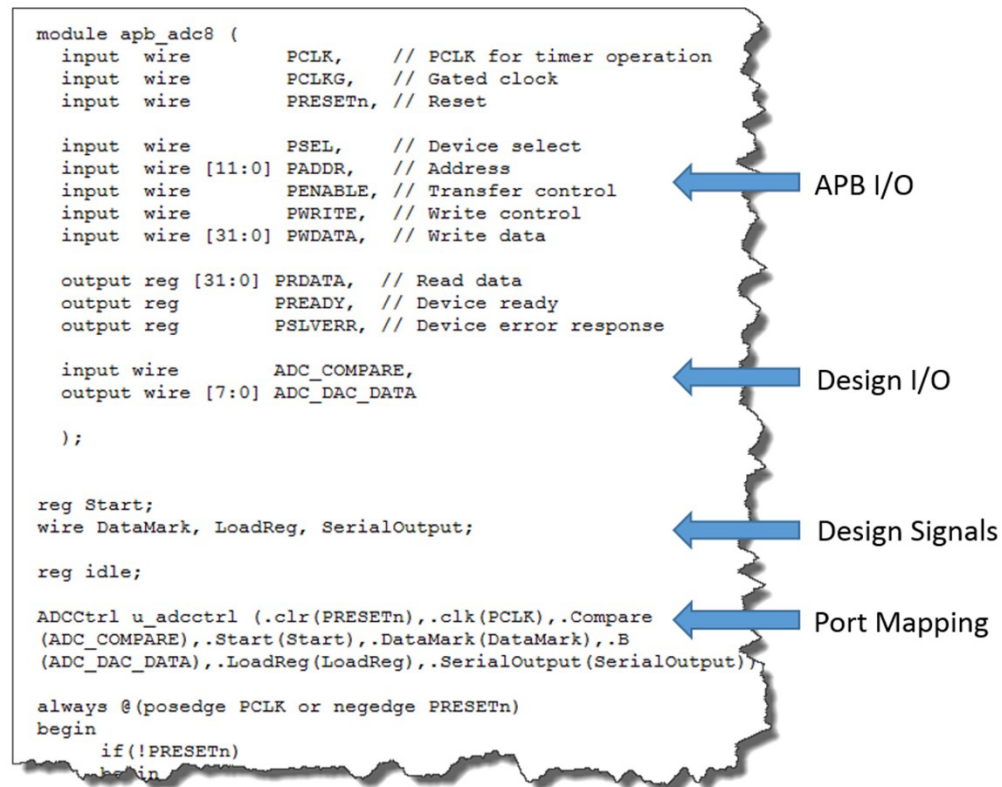 module apb_adc8 (
input wire PCLK, // PCLK for timer operation
input wire PCLKG, // Gated clock
input wire PRESETn, // Reset
input wire PSEL, // Device select
input wire [11:0] PADDR, // Address
input wire PENABLE, // Transfer control
input wire PWRITE, // Write control
input wire [31:0] PWDATA, // Write data
APB I/O
output reg [31:0] PRDATA, // Read data
output reg PREADY, // Device ready
output reg PSLVERR, // Device error response
input wire ADC_COMPARE,
output wire [7:0] ADC_DAC_DATA
Design I/O
);
reg Start;
wire DataMark, LoadReg, SerialOutput;
Design Signals
reg idle;
ADCCtrl u_adcctrl (.clr(PRESETn),.clk(PCLK),.Compare
(ADC_COMPARE),.Start(Start),.DataMark(DataMark),.B
(ADC_DAC_DATA),.LoadReg(LoadReg),.SerialOutput(SerialOutput));
Port Mapping
always @(posedge PCLK or negedge PRESETn)
begin
if(!PRESETn)
begin